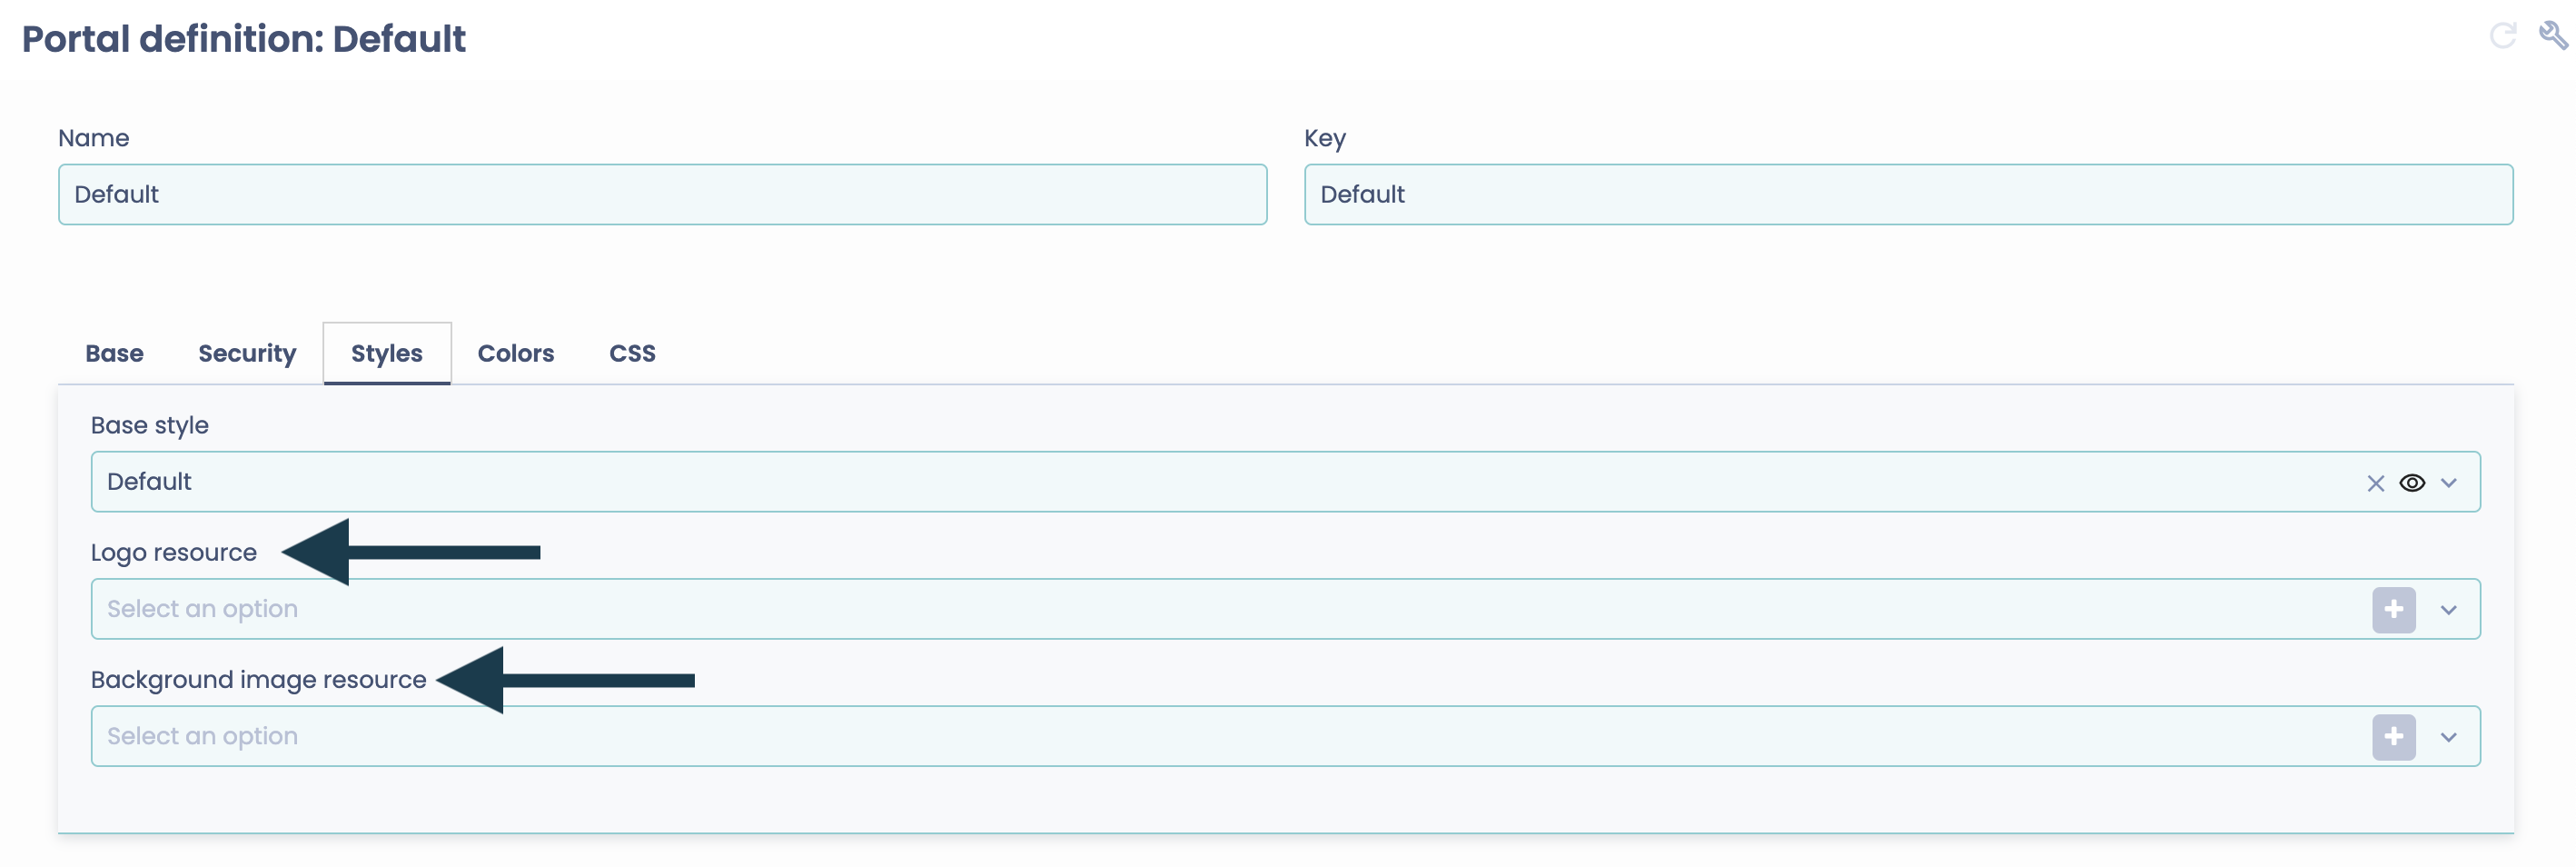 Portal definition: Default
Name Key
Default Default
Base Security Styles Colors CSS
Base style
Default
Logo resource
Select an option
Background image resource
Select an option